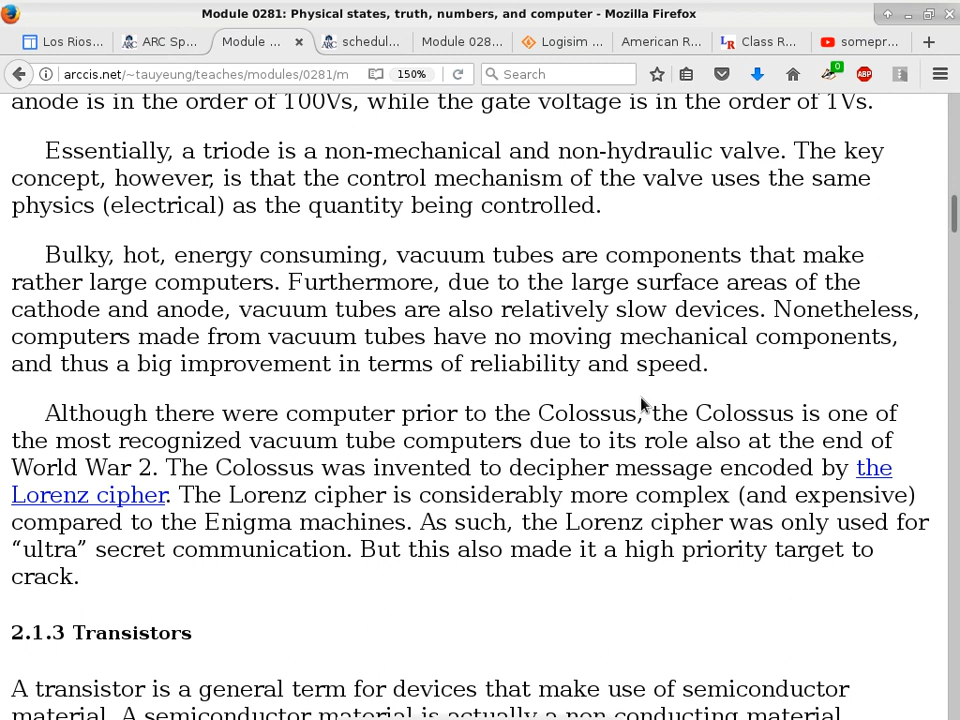 Module 0281: Physical states, truth, numbers, and computer - Mozilla Firefox
Los Rios... ARC Sp... Module ... schedul... Module 028... Logisim ... American R... Class R... somepr...
arccis.net/~tauyeung/teaches/modules/0281/m 150% Search 0 ABP
anode is in the order of 100Vs, while the gate voltage is in the order of 1Vs.
Essentially, a triode is a non-mechanical and non-hydraulic valve. The key
concept, however, is that the control mechanism of the valve uses the same
physics (electrical) as the quantity being controlled.
Bulky, hot, energy consuming, vacuum tubes are components that make
rather large computers. Furthermore, due to the large surface areas of the
cathode and anode, vacuum tubes are also relatively slow devices. Nonetheless,
computers made from vacuum tubes have no moving mechanical components,
and thus a big improvement in terms of reliability and speed.
Although there were computer prior to the Colossus, the Colossus is one of
the most recognized vacuum tube computers due to its role also at the end of
World War 2. The Colossus was invented to decipher message encoded by the
Lorenz cipher. The Lorenz cipher is considerably more complex (and expensive)
compared to the Enigma machines. As such, the Lorenz cipher was only used for
“ultra” secret communication. But this also made it a high priority target to
crack.
2.1.3 Transistors
A transistor is a general term for devices that make use of semiconductor
material. A semiconductor material is actually a non conducting material